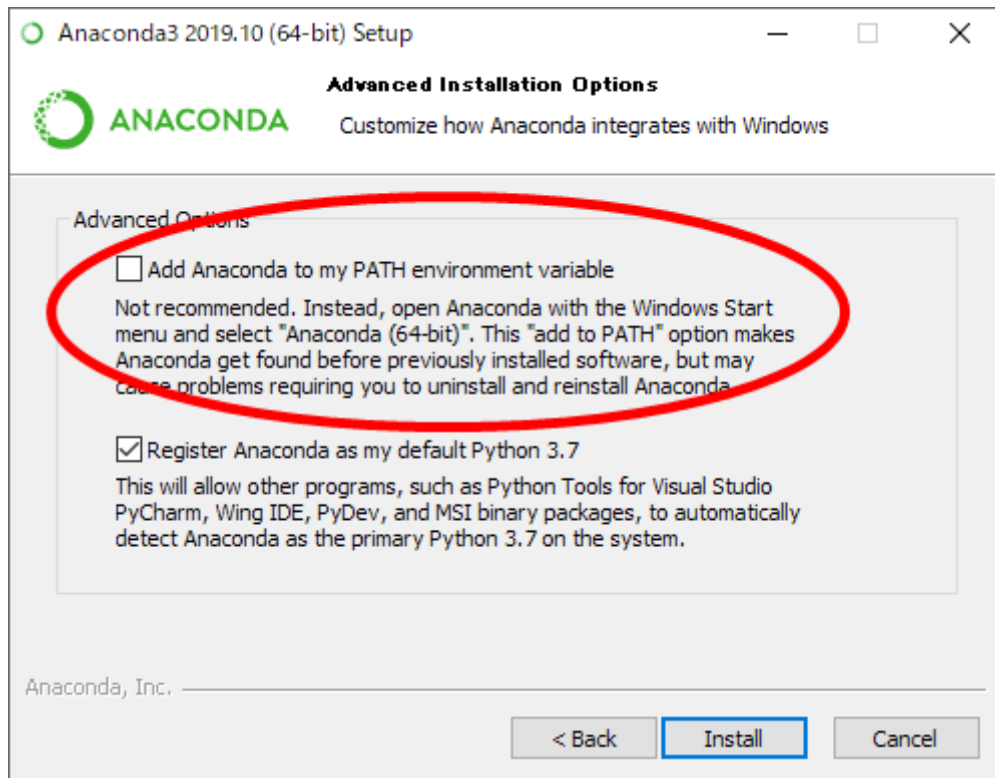 Anaconda3 2019.10 (64-bit) Setup
Advanced Installation Options
ANACONDA
Customize how Anaconda integrates with Windows
Advanced Options
Add Anaconda to my PATH environment variable
Not recommended. Instead, open Anaconda with the Windows Start
menu and select "Anaconda (64-bit)". This "add to PATH" option makes
Anaconda get found before previously installed software, but may
cause problems requiring you to uninstall and reinstall Anaconda.
Register Anaconda as my default Python 3.7
This will allow other programs, such as Python Tools for Visual Studio
PyCharm, Wing IDE, PyDev, and MSI binary packages, to automatically
detect Anaconda as the primary Python 3.7 on the system.
Anaconda, Inc.
< Back
Install
Cancel